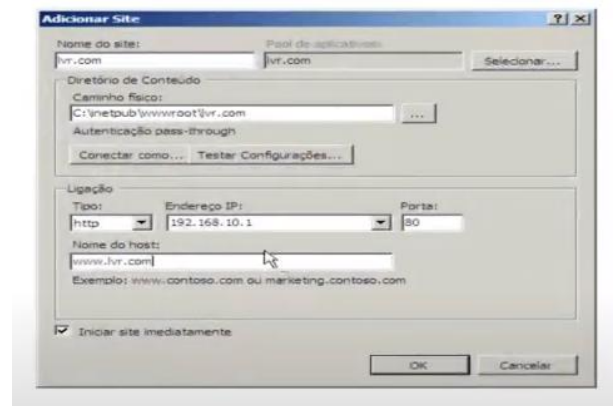 Adicionar Site
Nome do site: Pool de aplicativos:
lvr.com lvr.com Selecionar...
Diretório de Conteúdo
Caminho físico:
C:\inetpub\wwwroot\lvr.com ...
Autenticação pass-through
Conectar como... Testar Configurações...
Ligação
Tipo: Endereço IP: Porta:
http 192.168.10.1 80
Nome do host:
www.lvr.com
Exemplo: www.contoso.com ou marketing.contoso.com
Iniciar site imediatamente
OK Cancelar